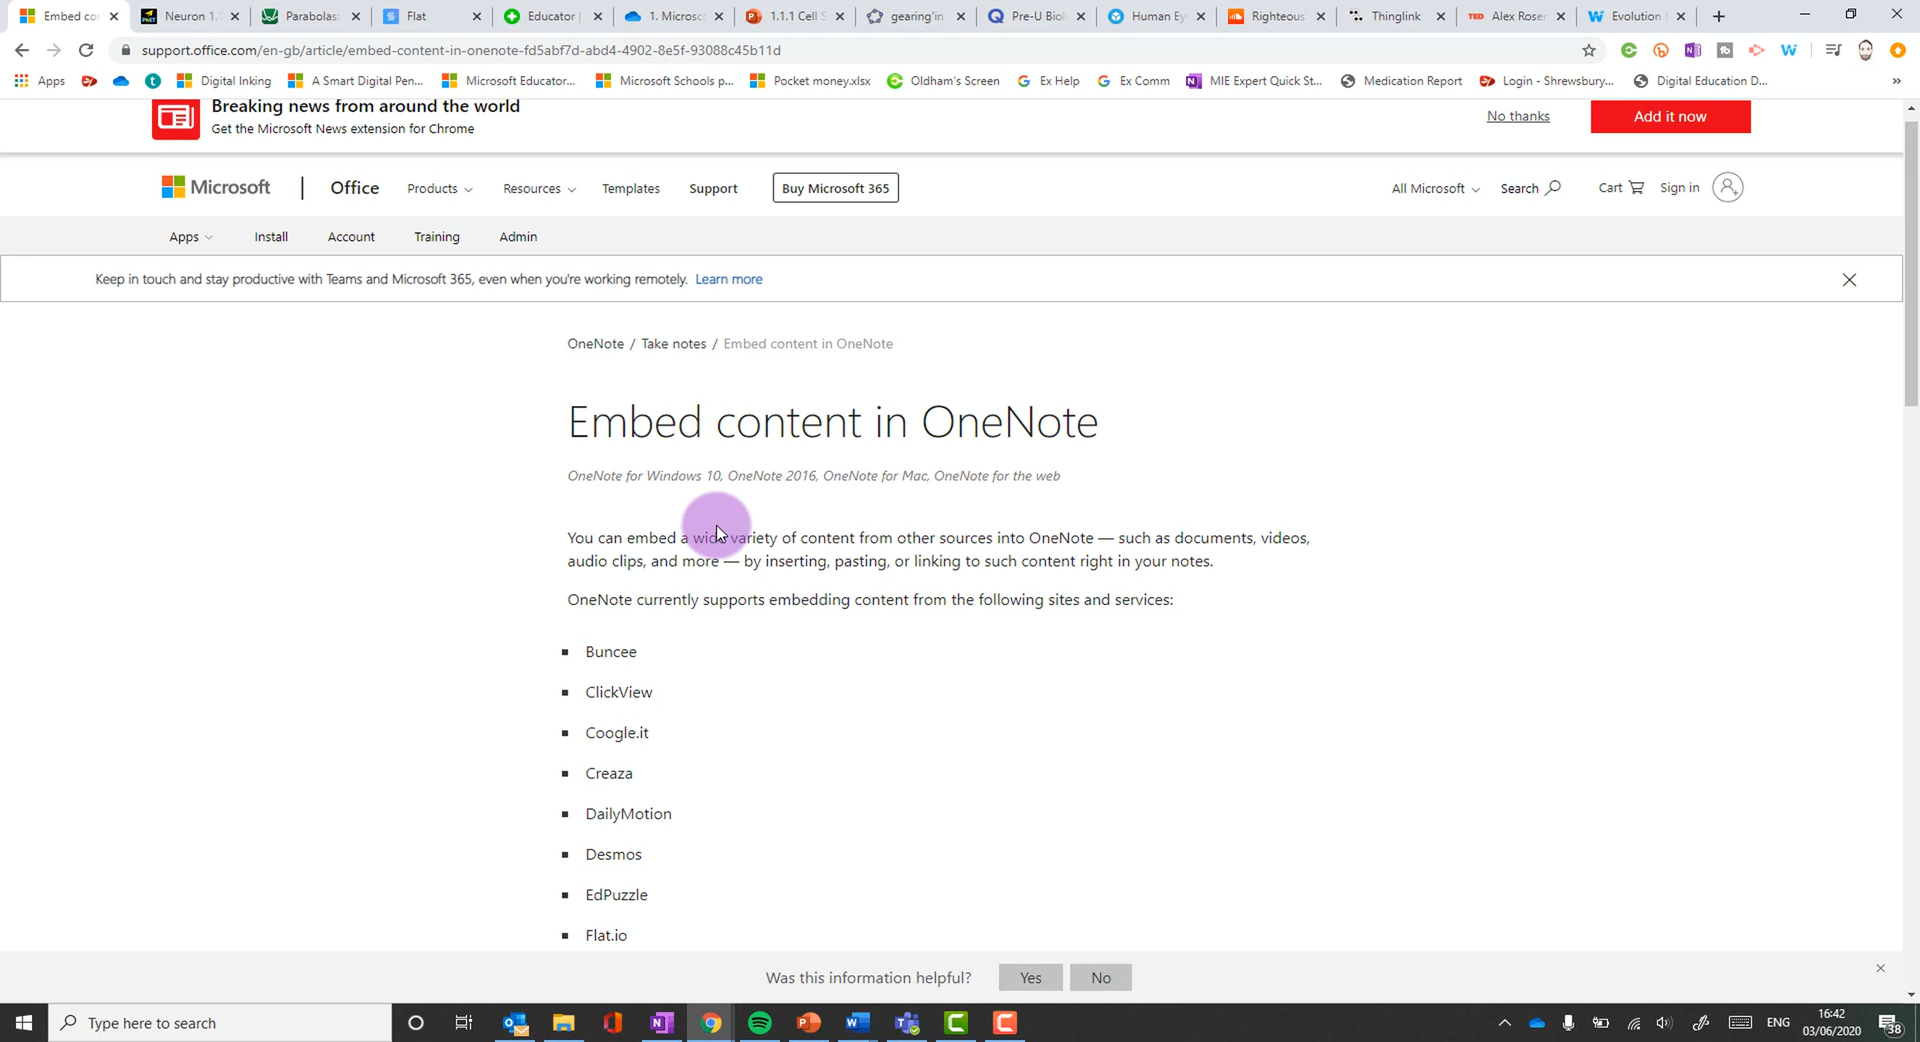 Embed co
Neuron 1.
Parabolas:
Flat
Educator
1. Microso
1.1.1 Cell S
gearing'in
Pre-U Bio
Human Ey
Righteous
Thinglink
TED
Alex Roser
Evolution
support.office.com/en-gb/article/embed-content-in-onenote-fd5abf7d-abd4-4902-8e5f-93088c45b11d
Apps
Digital Inking
A Smart Digital Pen...
Microsoft Educator...
Microsoft Schools p...
Pocket money.xlsx
Oldham's Screen
Ex Help
Ex Comm
MIE Expert Quick St...
Medication Report
Login - Shrewsbury...
Digital Education D...
Breaking news from around the world
Get the Microsoft News extension for Chrome
No thanks
Add it now
Microsoft
Office
Products
Resources
Templates
Support
Buy Microsoft 365
All Microsoft
Search
Cart
Sign in
Apps
Install
Account
Training
Admin
Keep in touch and stay productive with Teams and Microsoft 365, even when you're working remotely. Learn more
OneNote / Take notes / Embed content in OneNote
Embed content in OneNote
OneNote for Windows 10, OneNote 2016, OneNote for Mac, OneNote for the web
You can embed a wide variety of content from other sources into OneNote — such as documents, videos,
audio clips, and more — by inserting, pasting, or linking to such content right in your notes.
OneNote currently supports embedding content from the following sites and services:
Buncee
ClickView
Coogle.it
Creaza
DailyMotion
Desmos
EdPuzzle
Flat.io
Was this information helpful?
Yes
No
Type here to search
ENG
16:42
03/06/2020
38